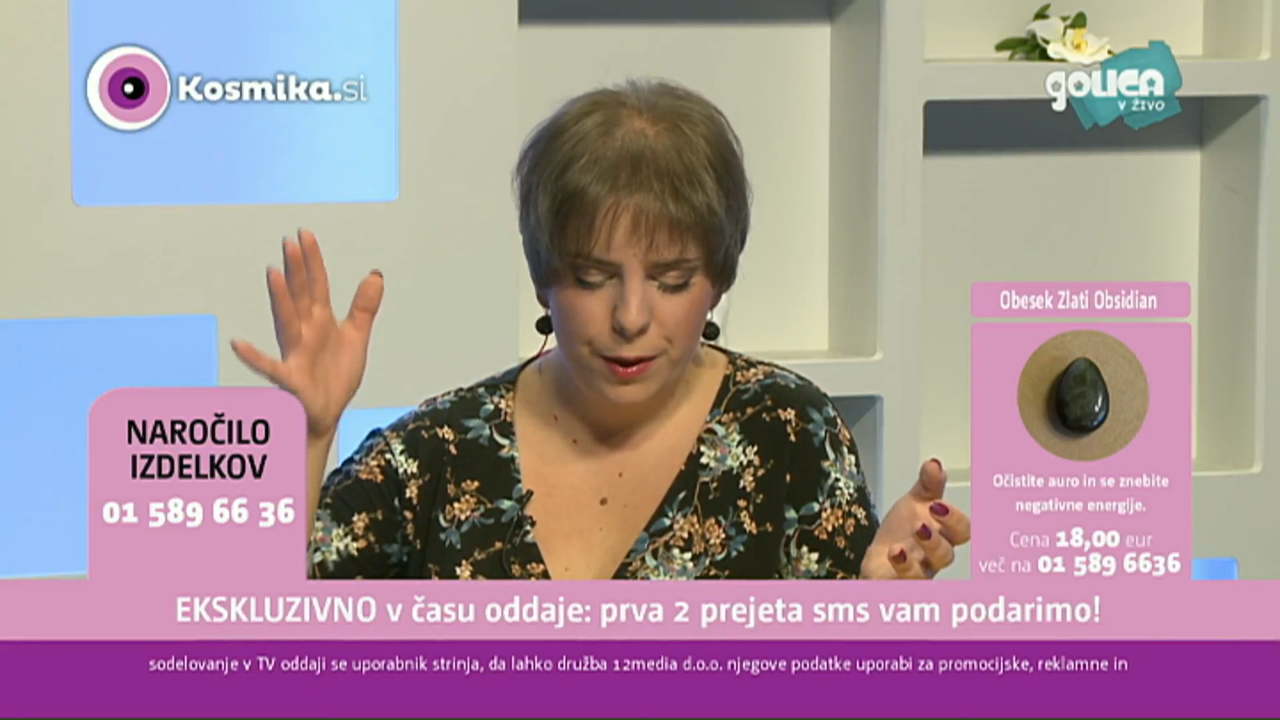 Kosmika.si
golica
V ŽIVO
Obesek Zlati Obsidian
NAROČILO
IZDELKOV
01 589 66 36
Očistite auro in se znebite
negativne energije.
Cena 18,00 eur
več na 01 589 6636
EKSKLUZIVNO v času oddaje: prva 2 prejeta sms vam podarimo!
sodelovanje v TV oddaji se uporabnik strinja, da lahko družba 12media d.o.o. njegove podatke uporabi za promocijske, reklamne in